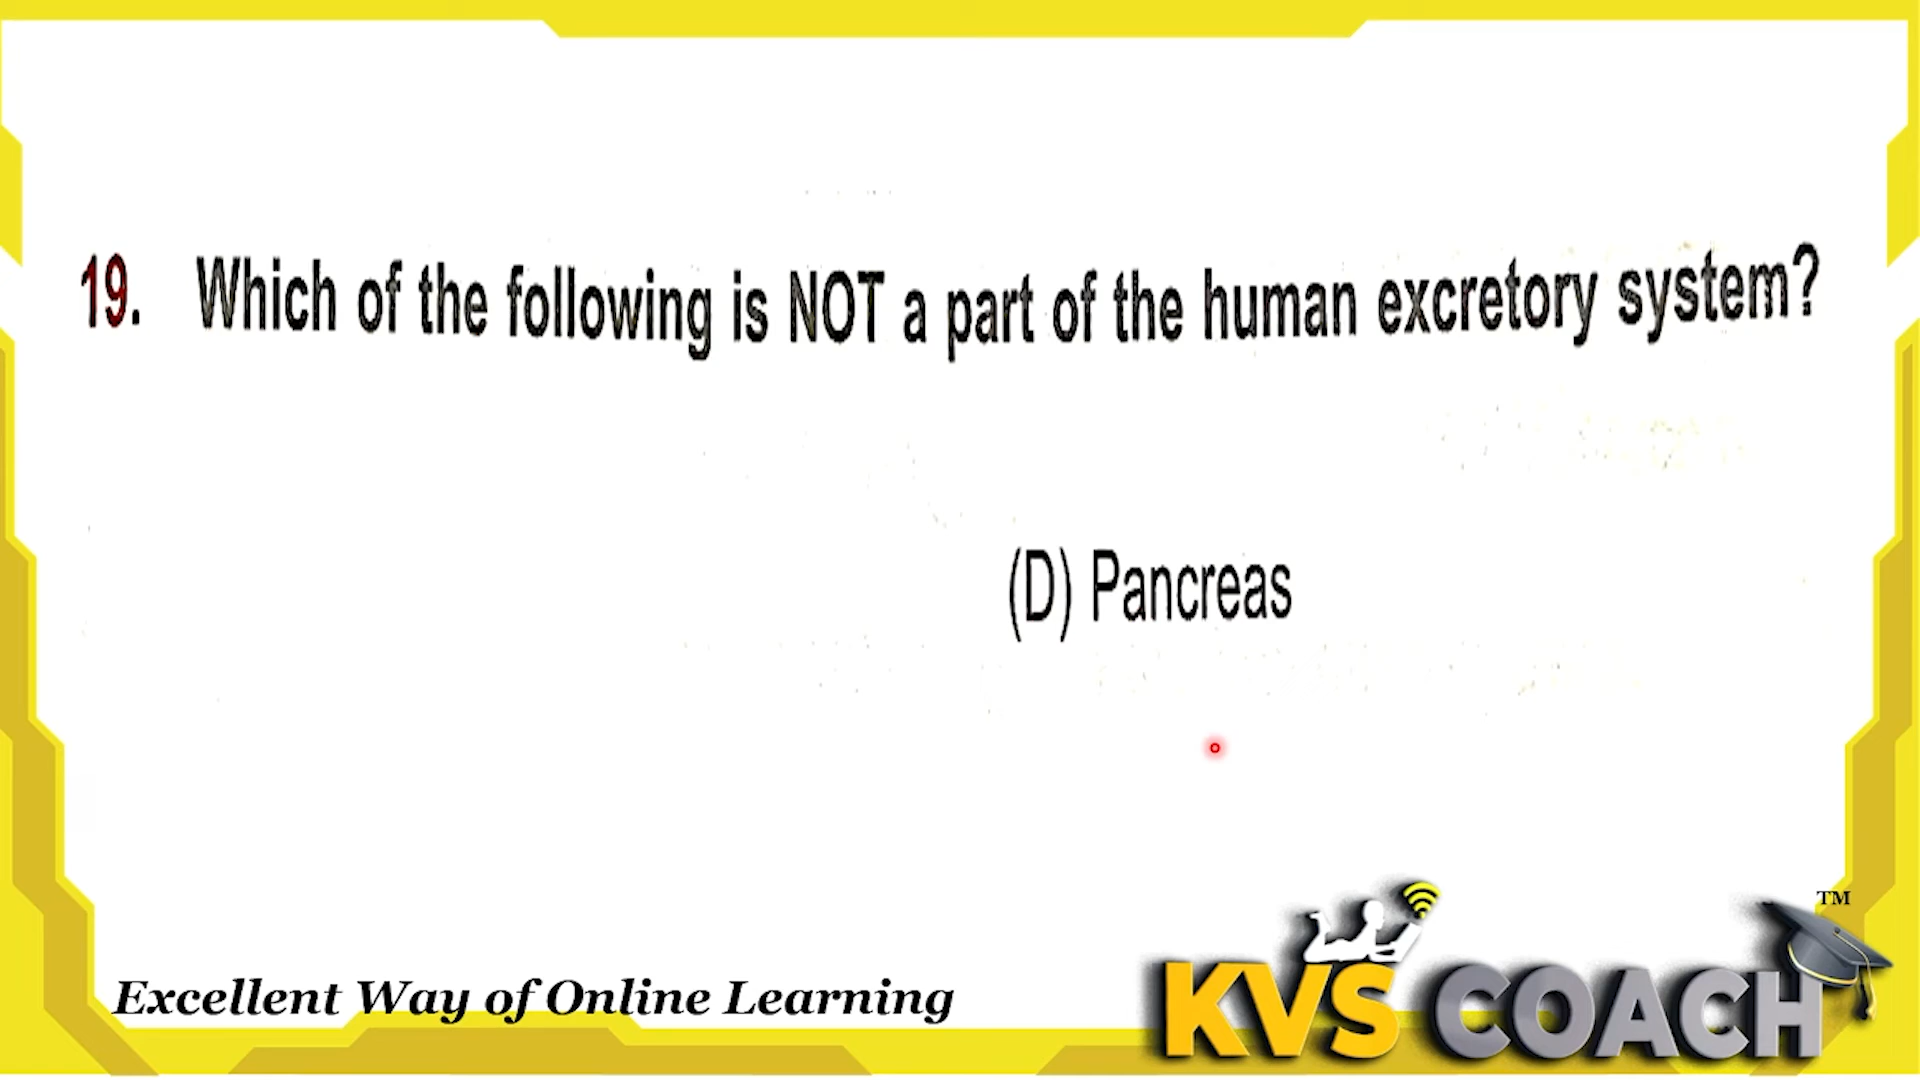 19. Which of the following is NOT a part of the human excretory system?
(D) Pancreas
TM
Excellent Way of Online Learning
KVS COACH